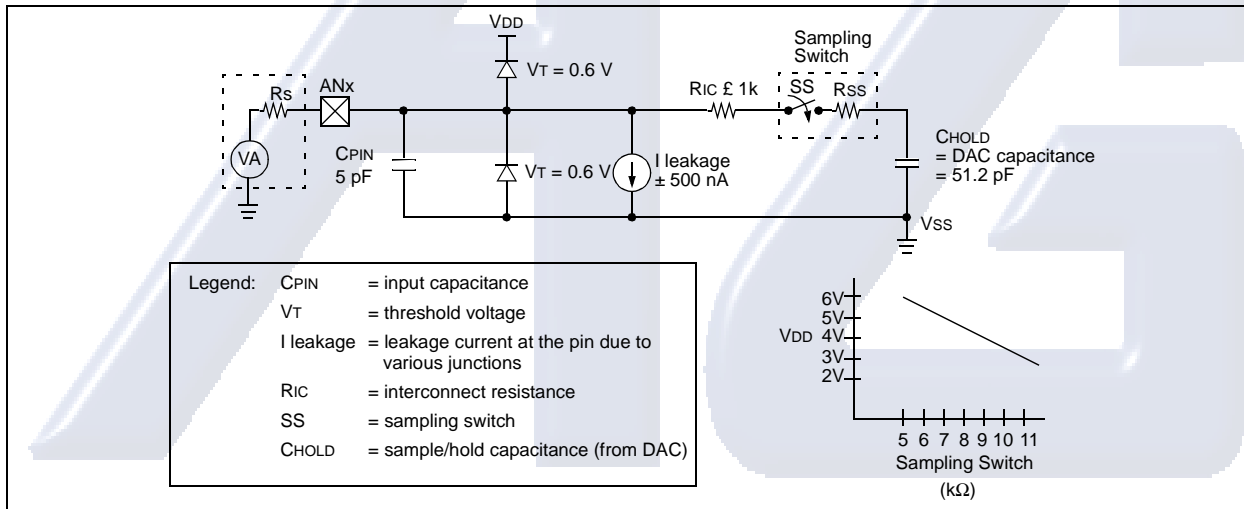 VDD
Sampling
Switch
VT = 0.6 V
ANx
RS
RIC £ 1k
SS
RSS
VA
CPIN
5 pF
VT = 0.6 V
I leakage
± 500 nA
CHOLD
= DAC capacitance
= 51.2 pF
VSS
Legend: CPIN = input capacitance
VT = threshold voltage
I leakage = leakage current at the pin due to
various junctions
RIC = interconnect resistance
SS = sampling switch
CHOLD = sample/hold capacitance (from DAC)
6V
5V
VDD 4V
3V
2V
5 6 7 8 9 10 11
Sampling Switch
(kΩ)